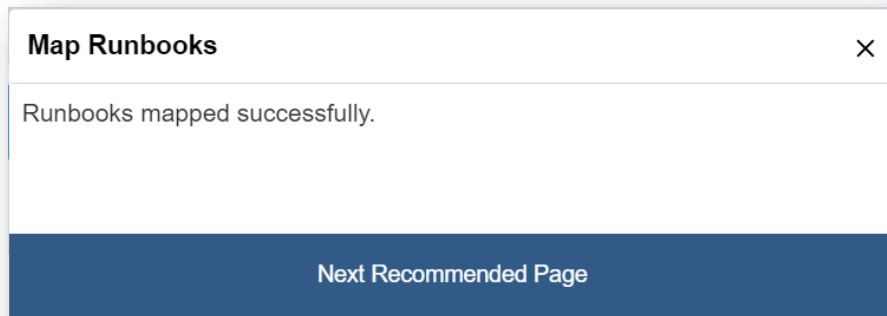 Map Runbooks
Runbooks mapped successfully.
Next Recommended Page